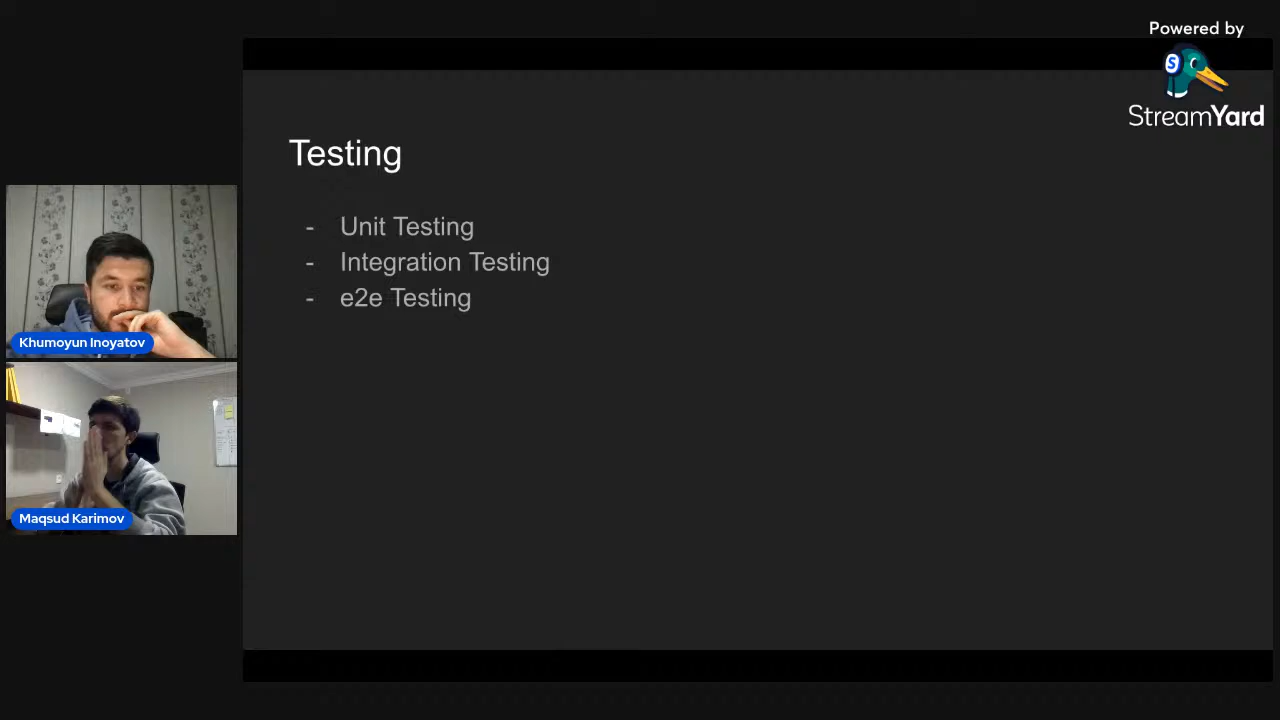 Powered by
S
StreamYard
Testing
- Unit Testing
- Integration Testing
- e2e Testing
Khumoyun Inoyatov
Maqsud Karimov